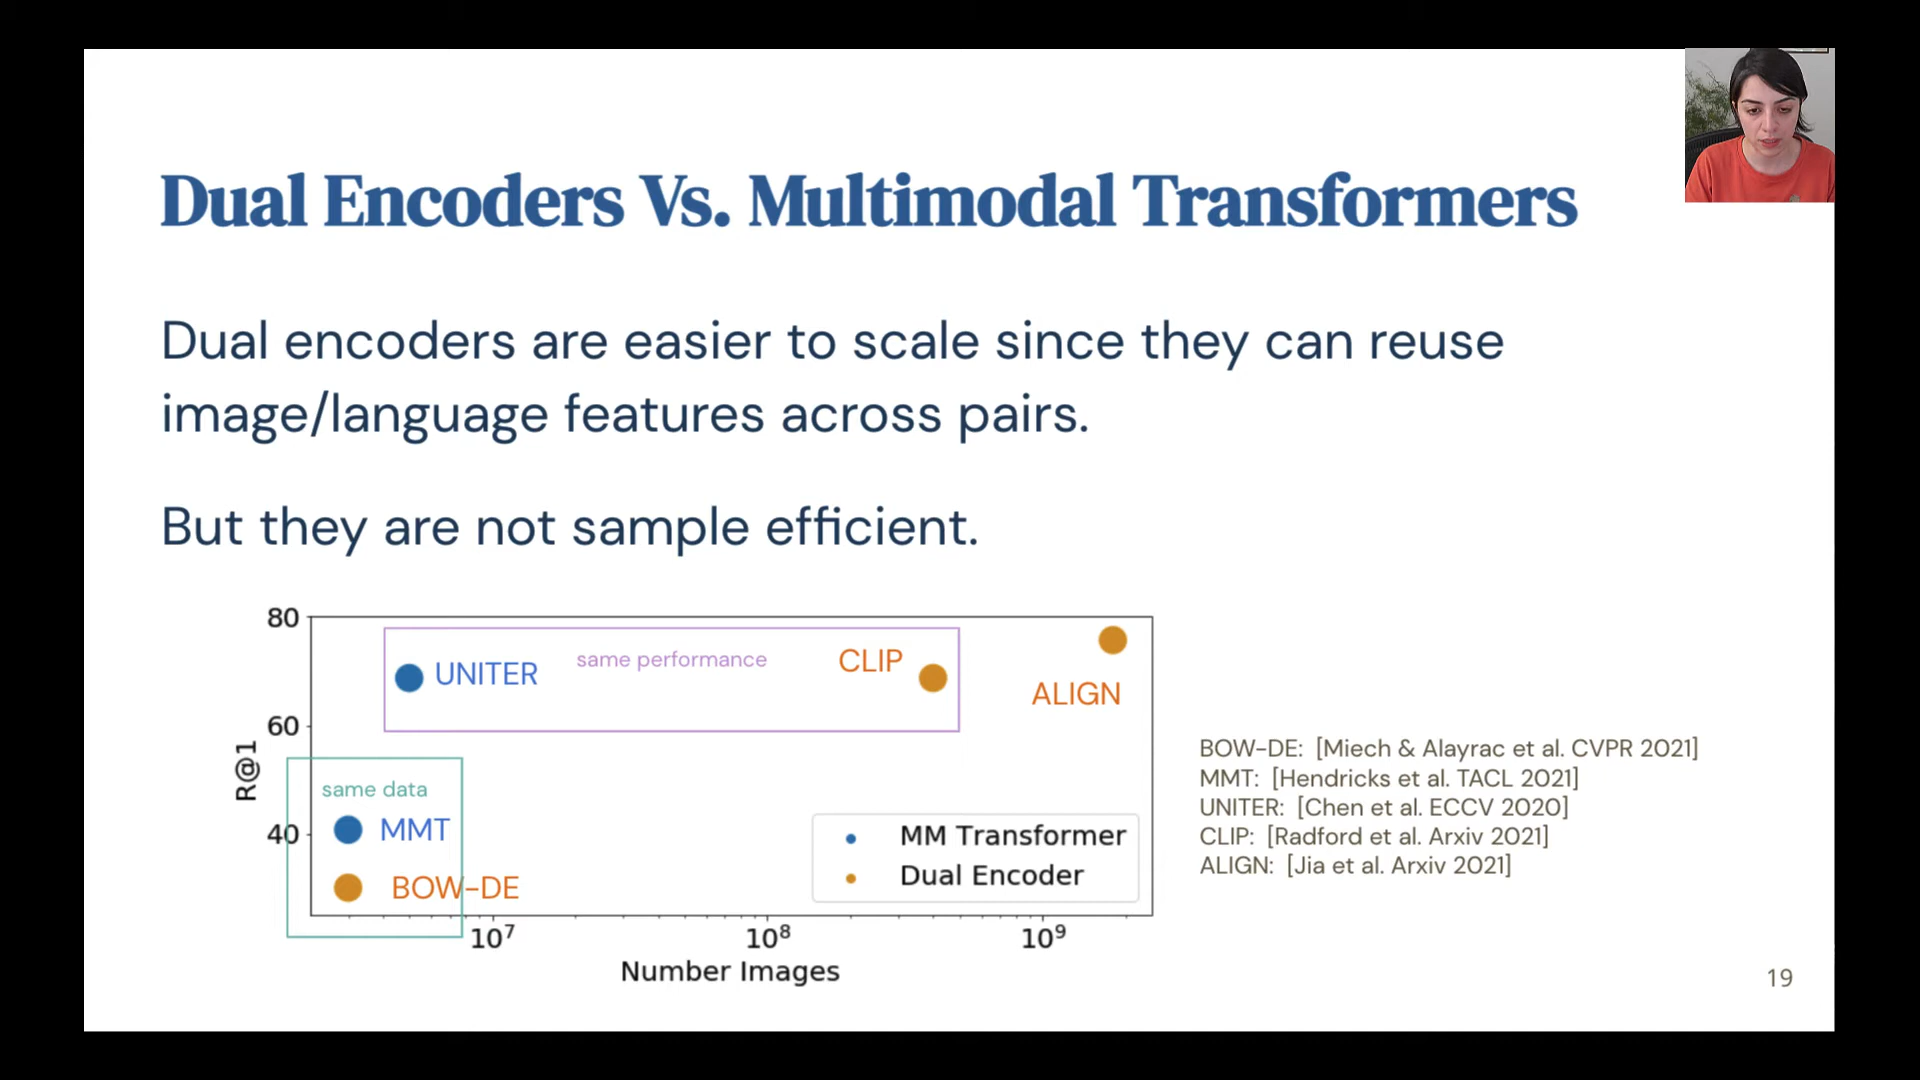 Dual Encoders Vs. Multimodal Transformers
Dual encoders are easier to scale since they can reuse
image/language features across pairs.
But they are not sample efficient.
80
60
40
R@1
UNITER
same performance
CLIP
ALIGN
same data
MMT
BOW-DE
MM Transformer
Dual Encoder
10⁷
10⁸
10⁹
Number Images
BOW-DE: [Miech & Alayrac et al. CVPR 2021]
MMT: [Hendricks et al. TACL 2021]
UNITER: [Chen et al. ECCV 2020]
CLIP: [Radford et al. Arxiv 2021]
ALIGN: [Jia et al. Arxiv 2021]
19